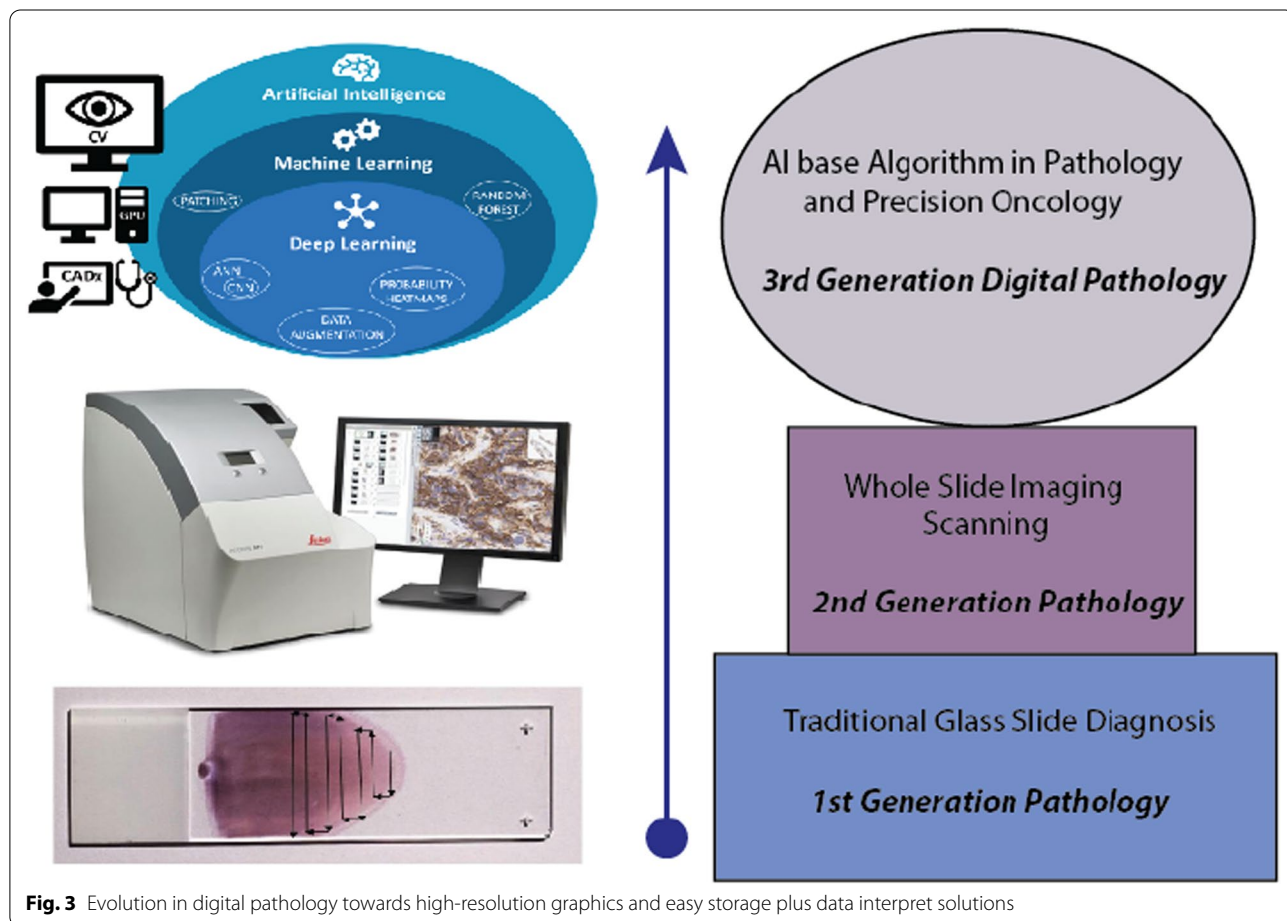 Artificial Intelligence
CV
Machine Learning
PATCHING
RANDOM
FOREST
GPU
Deep Learning
ANN
CNN
PROBABILITY
HEATMAPS
CADx
DATA
AUGMENTATION
AI base Algorithm in Pathology
and Precision Oncology
3rd Generation Digital Pathology
Leica
Whole Slide Imaging
Scanning
2nd Generation Pathology
Traditional Glass Slide Diagnosis
1st Generation Pathology
Fig. 3 Evolution in digital pathology towards high-resolution graphics and easy storage plus data interpret solutions